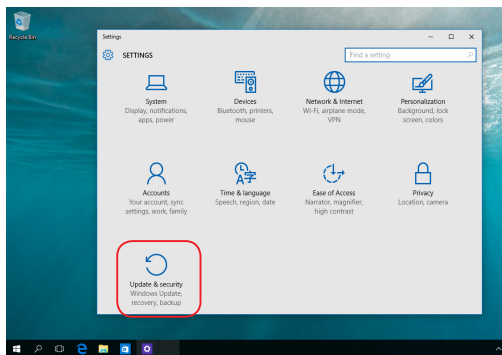 Recycle Bin
Settings
SETTINGS
Find a setting
System
Display, notifications,
apps, power
Devices
Bluetooth, printers,
mouse
Network & Internet
Wi-Fi, airplane mode,
VPN
Personalization
Background, lock
screen, colors
Accounts
Your account, sync
settings, work, family
Time & language
Speech, region, date
Ease of Access
Narrator, magnifier,
high contrast
Privacy
Location, camera
Update & security
Windows Update,
recovery, backup